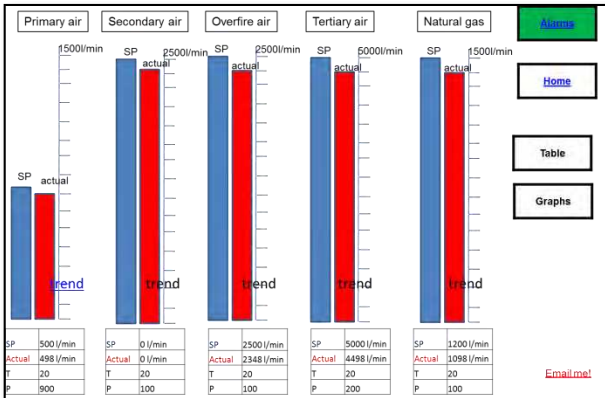 Primary air
Secondary air
Overfire air
Tertiary air
Natural gas
Alarms
1500l/min
SP
2500l/min
actual
SP
2500l/min
actual
SP
5000l/min
actual
SP
1500l/min
actual
Home
Table
SP
actual
Graphs
trend
trend
trend
trend
trend
SP 500 l/min
Actual 498 l/min
T 20
P 900
SP 0 l/min
Actual 0 l/min
T 20
P 100
SP 2500 l/min
Actual 2348 l/min
T 20
P 100
SP 5000 l/min
Actual 4498 l/min
T 20
P 200
SP 1200 l/min
Actual 1098 l/min
T 20
P 100
Email me!